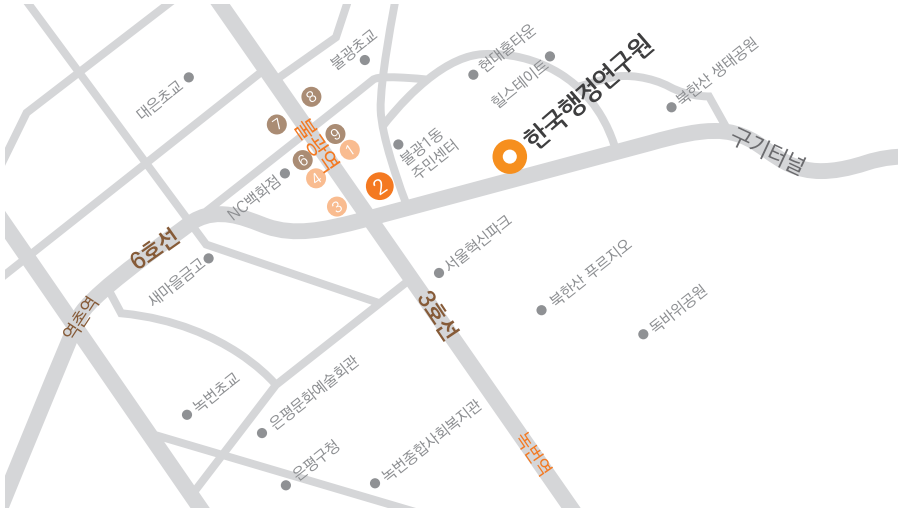 불광초교
현대홈타운
힐스테이트
한국행정연구원
북한산 생태공원
대은초교
8
7
불광역
9
1
6
4
불광1동
주민센터
구기터널
NC백화점
2
3
6호선
새마을금고
서울혁신파크
북한산 푸르지오
독바위공원
역촌역
3호선
녹번초교
은평문화예술회관
은평구청
녹번종합사회복지관
녹번역